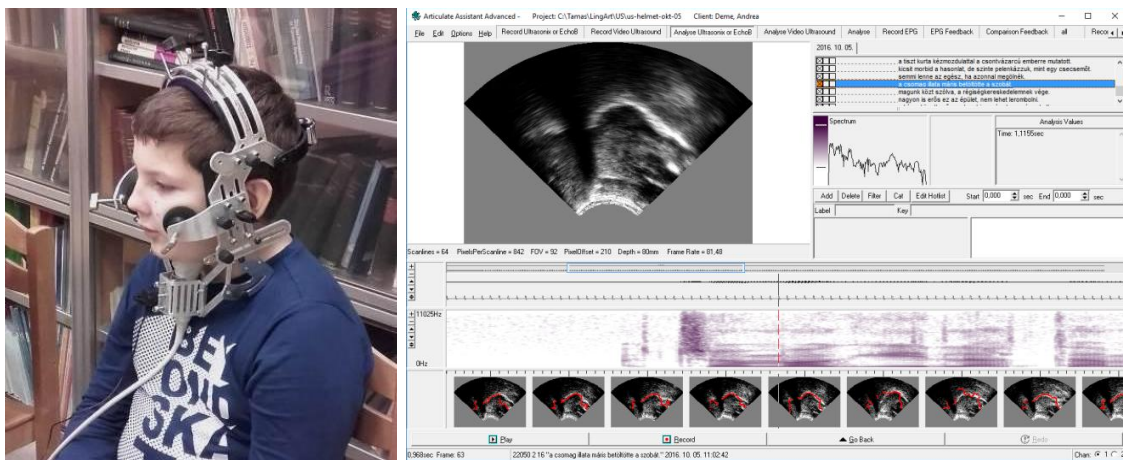 BEY
OND
SKA
Articulate Assistant Advanced - Project: C:\Tamas\LingArt\US\us-helmet-okt-05 Client: Deme, Andrea
File Edit Options Help Record Ultrasonix or EchoB Record Video Ultrasound Analyse Ultrasonix or EchoB Analyse Video Ultrasound Analyse Record EPG EPG Feedback Comparison Feedback all
2016. 10. 05.
a tiszt kurta kézmozdulattal a csontvázarcú emberre mutatott.
kicsit morbid a hasonlat, de szinte pelenkázzuk, mint egy csecsemőt.
semmi lenne az egész, ha azonnal megölnék.
a csomag illata máris betöltötte a szobát.
magunk közt szólva, a régiségkereskedelemnek vége.
nagyon is erős ez az épület, nem lehet lerombolni.
Spectrum
Analysis Values
Time: 1,1155sec
Add Delete Filter Cat Edit Hotlist Start 0,000 sec End 0,000 sec
Label Key
Scanlines = 64 PixelsPerScanline = 842 FOV = 92 PixelOffset = 210 Depth = 80mm Frame Rate = 81,48
11025Hz
0Hz
Play Record Go Back Redo
0,968sec Frame: 63 22050 2 16 "a csomag illata máris betöltötte a szobát." 2016. 10. 05. 11:02:42 Chan: 1